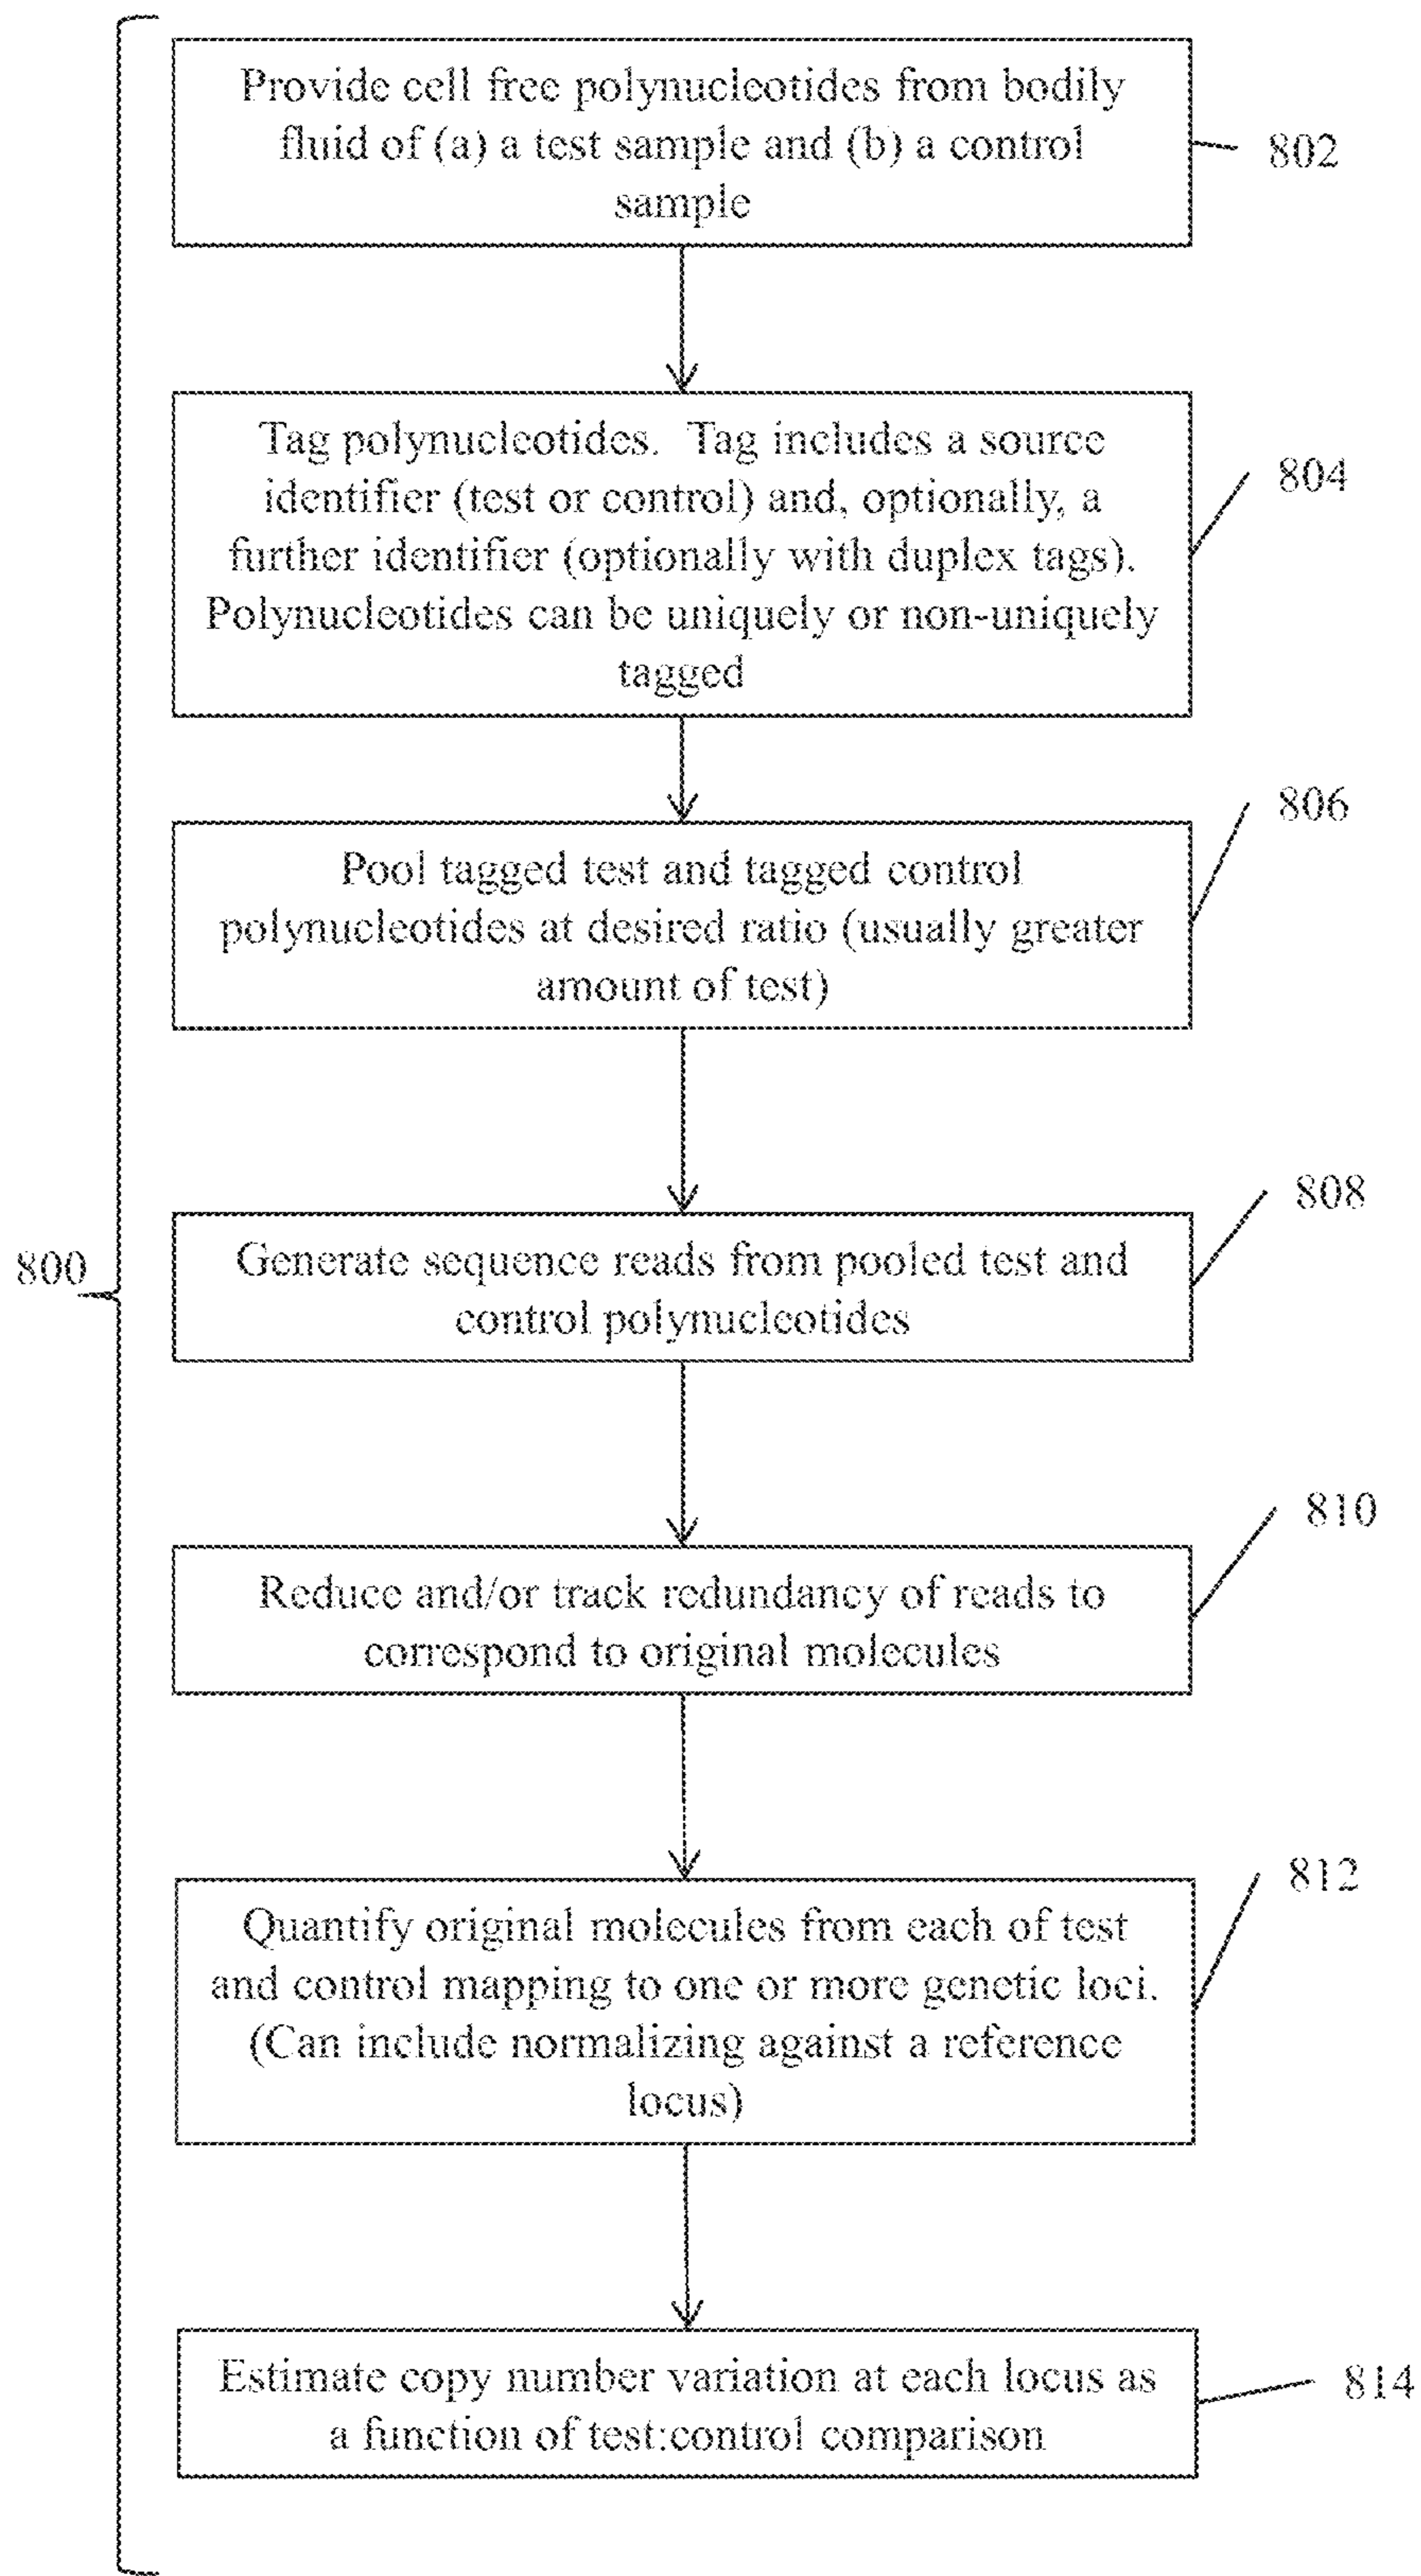 Provide cell free polynucleotides from bodily
fluid of (a) a test sample and (b) a control
sample
802
Tag polynucleotides.  Tag includes a source
identifier (test or control) and, optionally, a
further identifier (optionally with duplex tags).
Polynucleotides can be uniquely or non-uniquely
tagged
804
Pool tagged test and tagged control
polynucleotides at desired ratio (usually greater
amount of test)
806
800
Generate sequence reads from pooled test and
control polynucleotides
808
Reduce and/or track redundancy of reads to
correspond to original molecules
810
Quantify original molecules from each of test
and control mapping to one or more genetic loci.
(Can include normalizing against a reference
locus)
812
Estimate copy number variation at each locus as
a function of test:control comparison
814